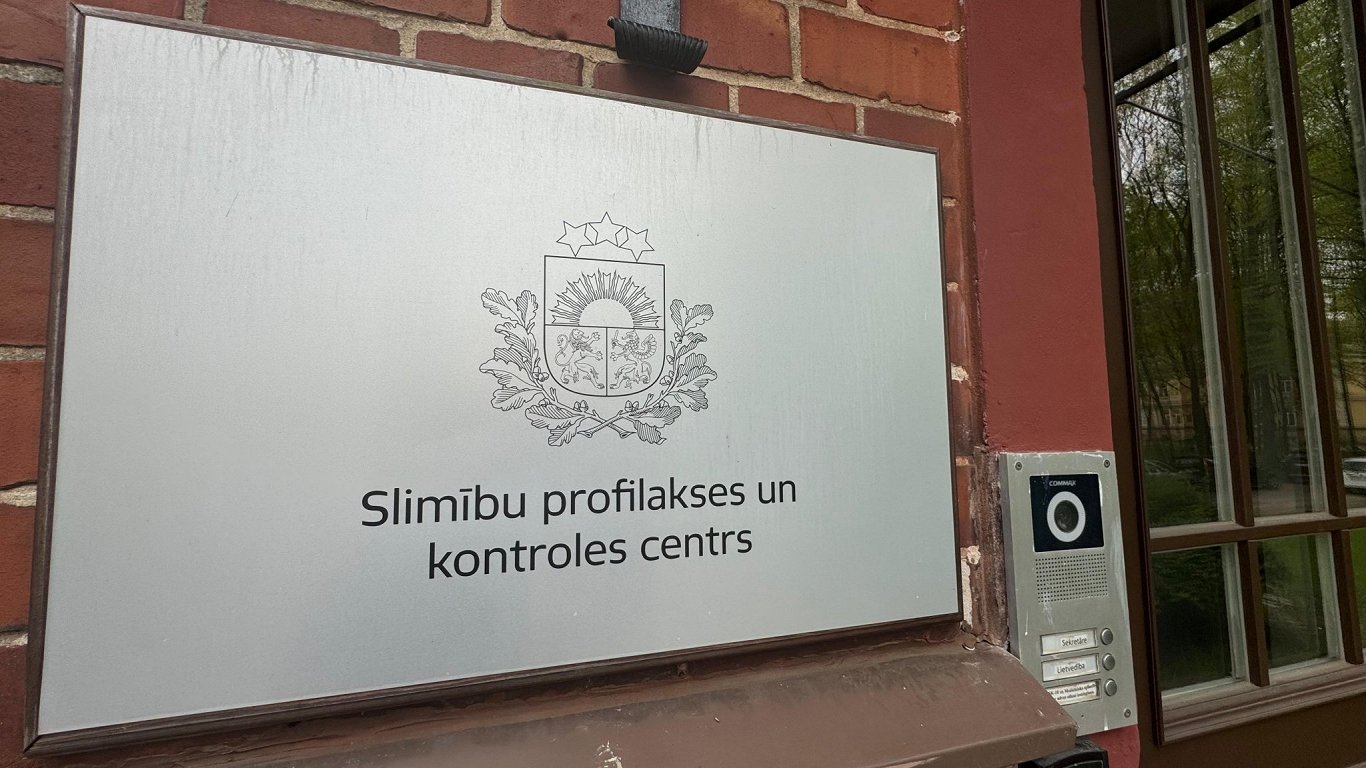 Slimību profilakses un
kontroles centrs
COMMAX
Sekretāre
Lietvedība